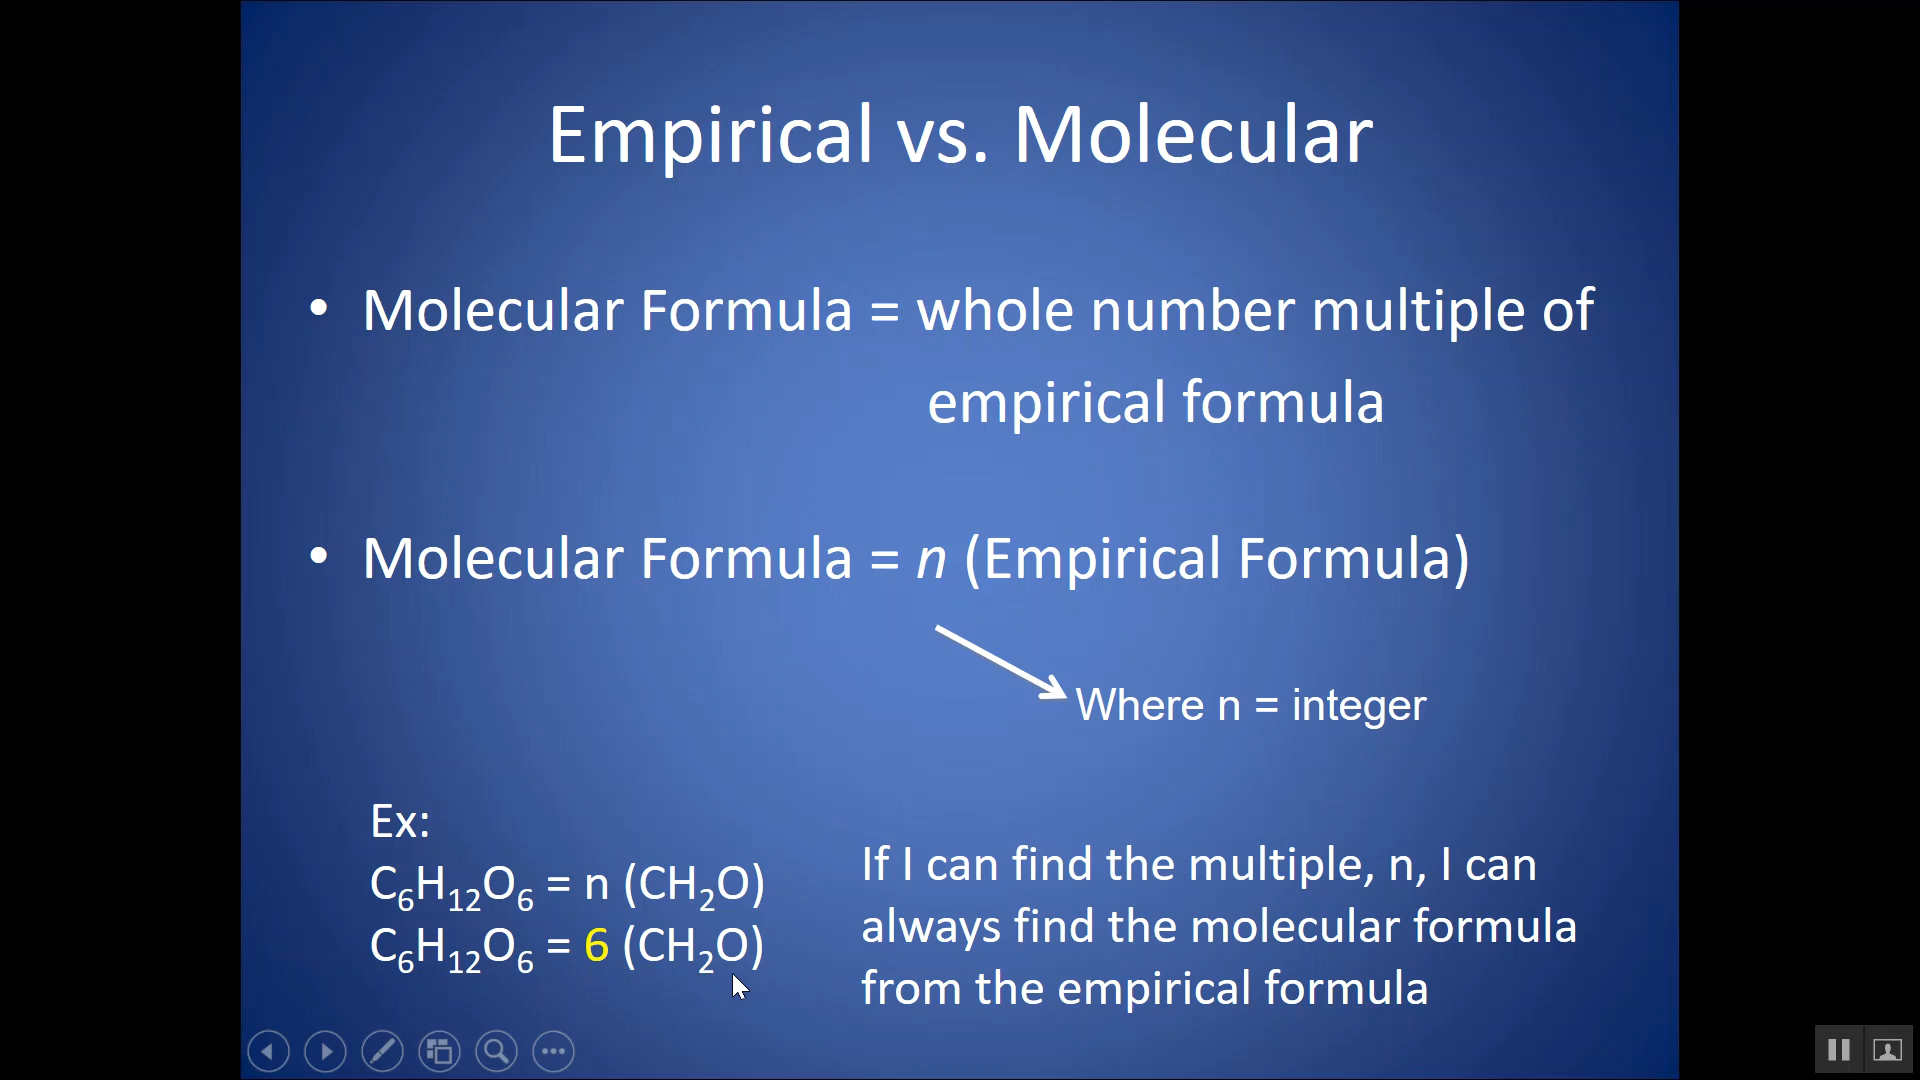 Empirical vs. Molecular
• Molecular Formula = whole number multiple of
empirical formula
• Molecular Formula = n (Empirical Formula)
Where n = integer
Ex:
C₆H₁₂O₆ = n (CH₂O)
C₆H₁₂O₆ = 6 (CH₂O)
If I can find the multiple, n, I can
always find the molecular formula
from the empirical formula